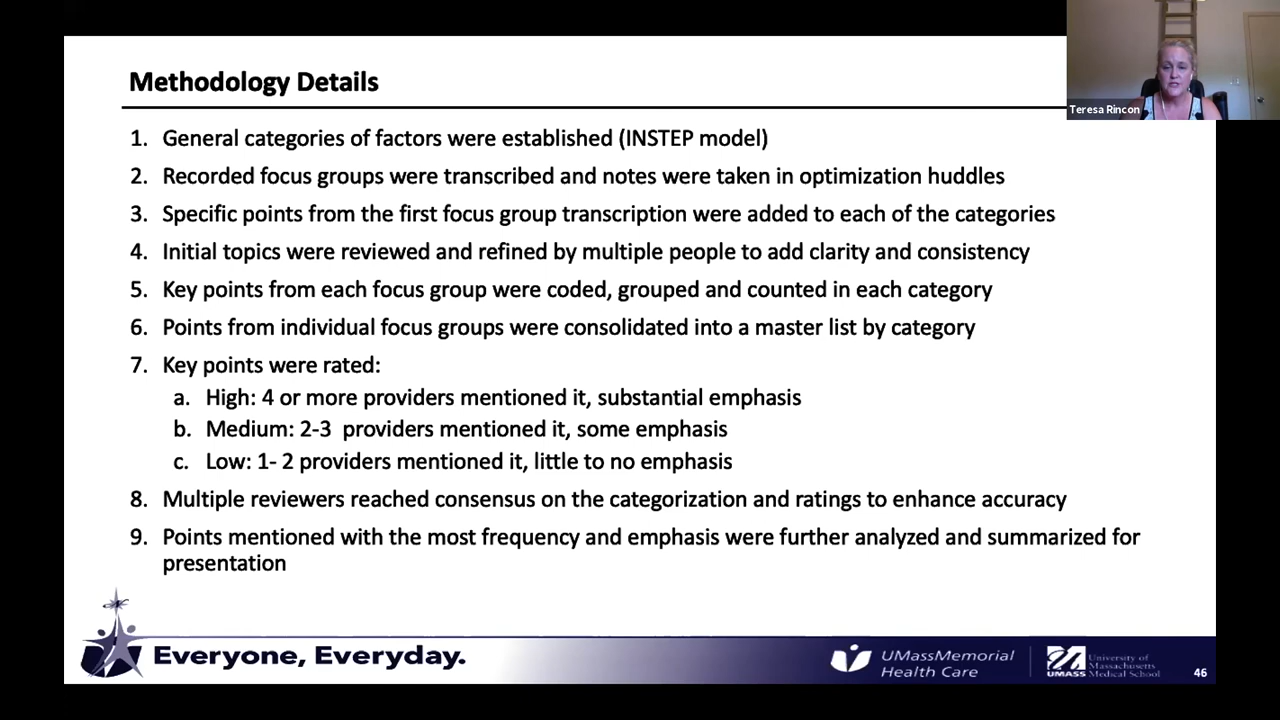 Methodology Details
Teresa Rincon
1. General categories of factors were established (INSTEP model)
2. Recorded focus groups were transcribed and notes were taken in optimization huddles
3. Specific points from the first focus group transcription were added to each of the categories
4. Initial topics were reviewed and refined by multiple people to add clarity and consistency
5. Key points from each focus group were coded, grouped and counted in each category
6. Points from individual focus groups were consolidated into a master list by category
7. Key points were rated:
a. High: 4 or more providers mentioned it, substantial emphasis
b. Medium: 2-3 providers mentioned it, some emphasis
c. Low: 1- 2 providers mentioned it, little to no emphasis
8. Multiple reviewers reached consensus on the categorization and ratings to enhance accuracy
9. Points mentioned with the most frequency and emphasis were further analyzed and summarized for
presentation
Everyone, Everyday.
UMassMemorial
Health Care
UMASS
University of
Massachusetts
Medical School
46